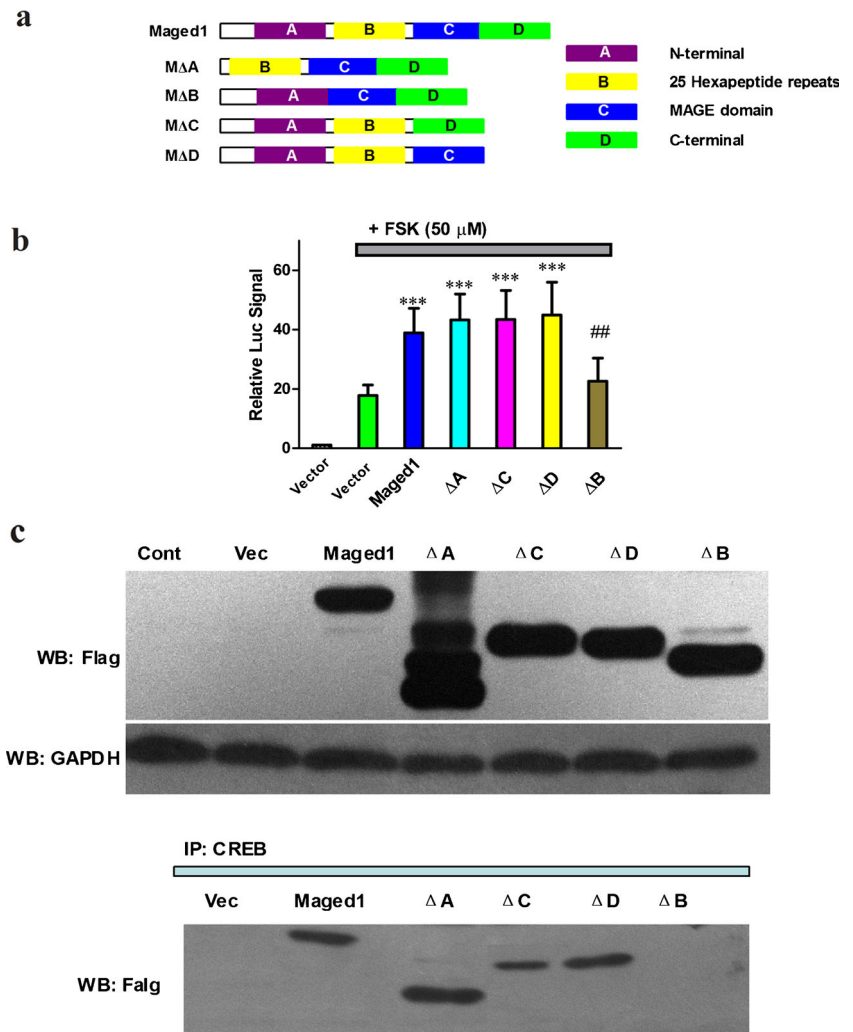 a
Maged1 A B C D
MΔA B C D
MΔB A C D
MΔC A B D
MΔD A B C
A N-terminal
B 25 Hexapeptide repeats
C MAGE domain
D C-terminal
b
+ FSK (50 μM)
Relative Luc Signal
60
40
20
0
*** *** *** *** ##
Vector Vector Maged1 ΔA ΔC ΔD ΔB
c
Cont Vec Maged1 Δ A Δ C Δ D Δ B
WB: Flag
WB: GAPDH
IP: CREB
Vec Maged1 Δ A Δ C Δ D Δ B
WB: Falg